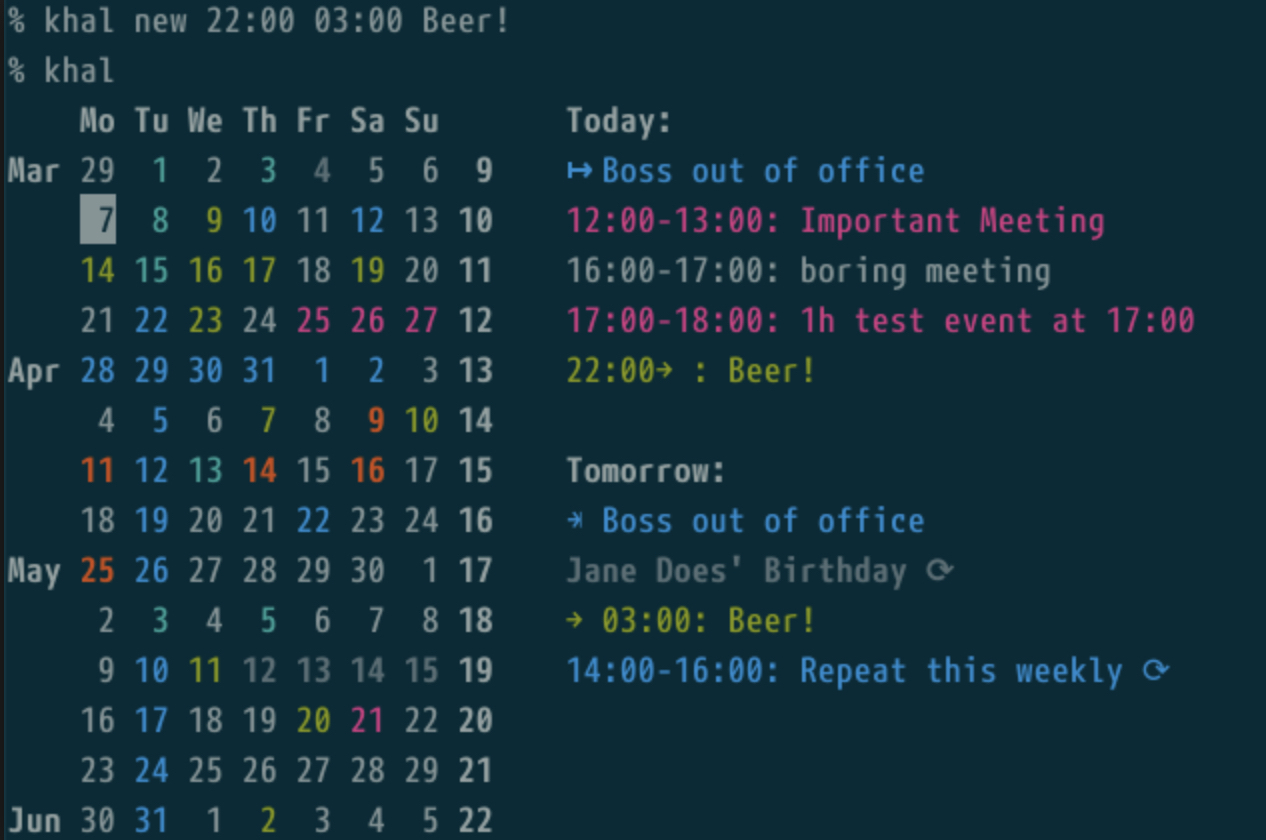 % khal new 22:00 03:00 Beer!
% khal
Mo Tu We Th Fr Sa Su Today:
Mar 29 1 2 3 4 5 6 9 ↦ Boss out of office
7 8 9 10 11 12 13 10 12:00-13:00: Important Meeting
14 15 16 17 18 19 20 11 16:00-17:00: boring meeting
21 22 23 24 25 26 27 12 17:00-18:00: 1h test event at 17:00
Apr 28 29 30 31 1 2 3 13 22:00→ : Beer!
4 5 6 7 8 9 10 14
11 12 13 14 15 16 17 15 Tomorrow:
18 19 20 21 22 23 24 16 ⇥ Boss out of office
May 25 26 27 28 29 30 1 17 Jane Does' Birthday ⟳
2 3 4 5 6 7 8 18 → 03:00: Beer!
9 10 11 12 13 14 15 19 14:00-16:00: Repeat this weekly ⟳
16 17 18 19 20 21 22 20
23 24 25 26 27 28 29 21
Jun 30 31 1 2 3 4 5 22